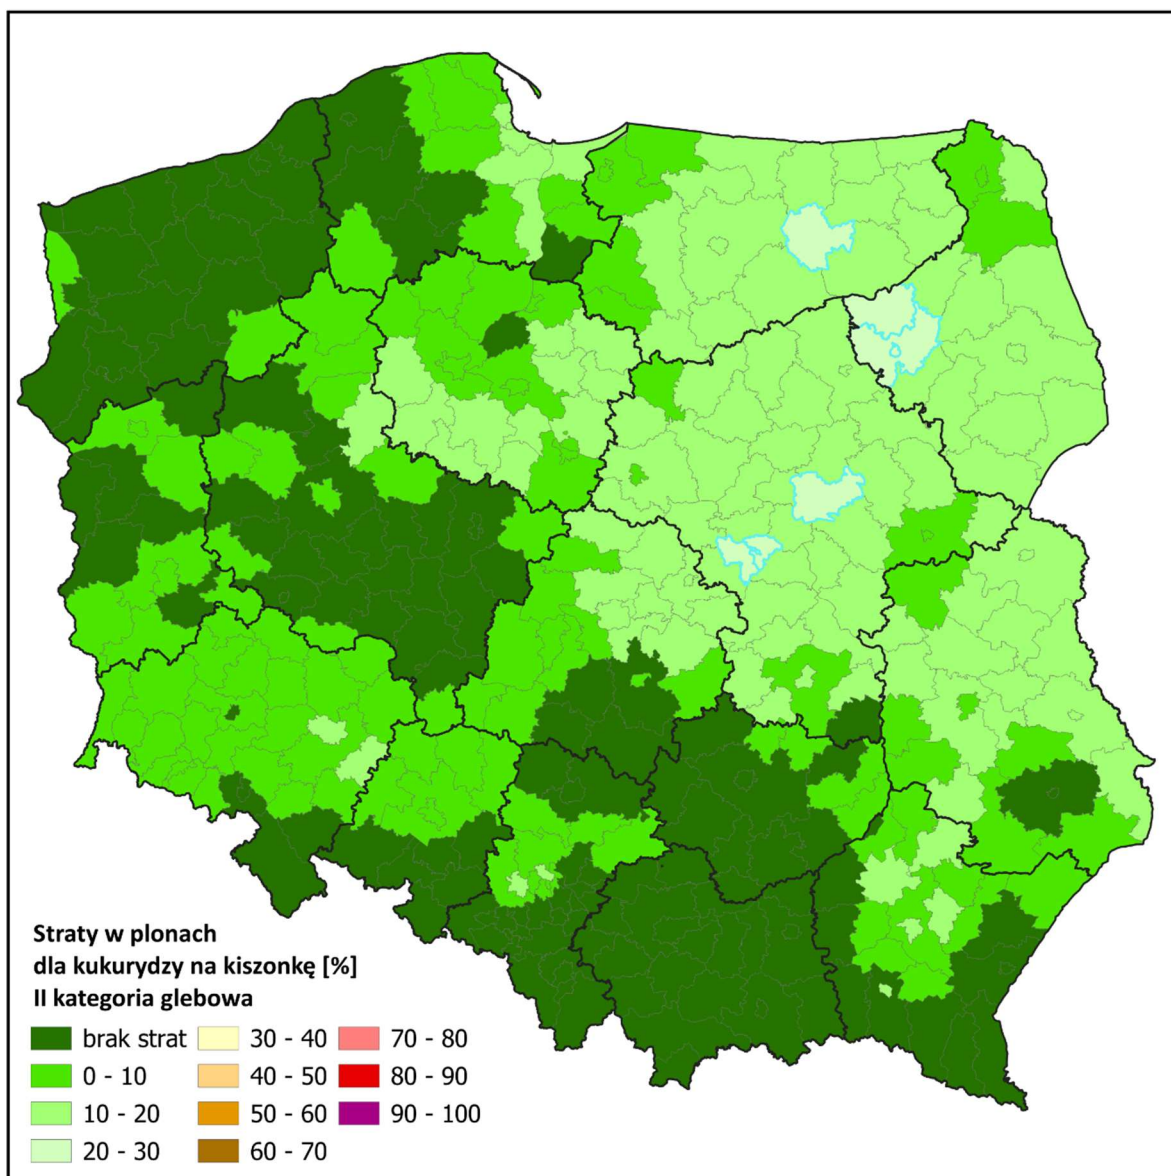 Straty w plonach
dla kukurydzy na kiszonkę [%]
II kategoria glebowa
brak strat
0 - 10
10 - 20
20 - 30
30 - 40
40 - 50
50 - 60
60 - 70
70 - 80
80 - 90
90 - 100